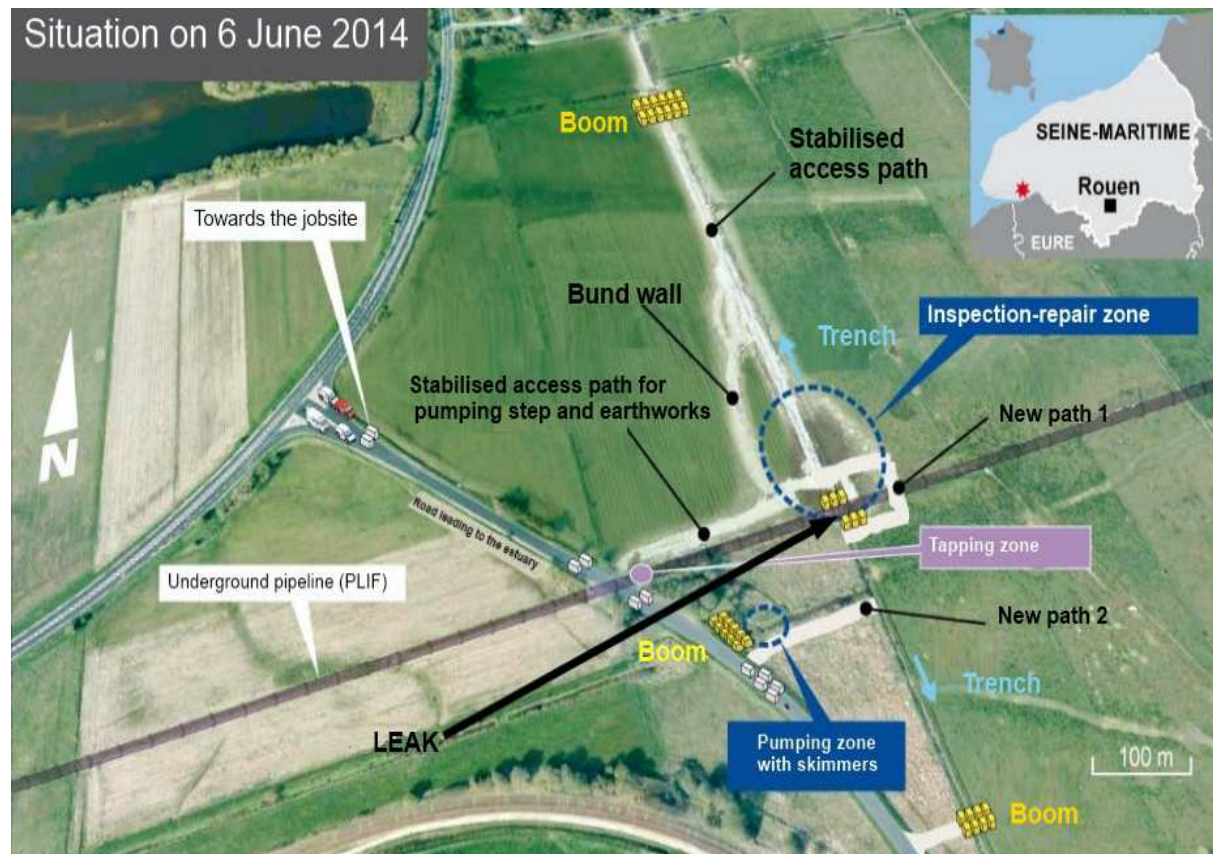 Situation on 6 June 2014
SEINE-MARITIME
Rouen
EURE
Boom
Stabilised
access path
Towards the jobsite
Bund wall
Inspection-repair zone
Trench
Stabilised access path for
pumping step and earthworks
New path 1
N
Road leading to the estuary
Tapping zone
Underground pipeline (PLIF)
New path 2
Boom
Trench
LEAK
Pumping zone
with skimmers
100 m
Boom